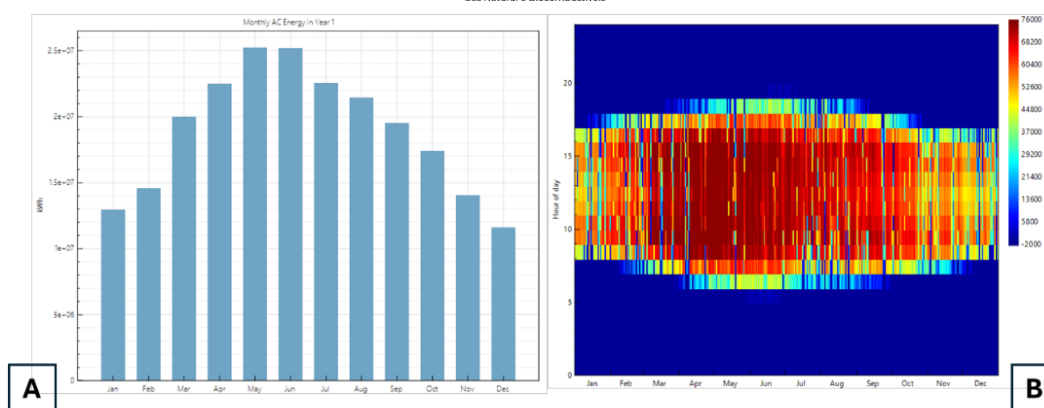 Monthly AC Energy in Year 1
2.5e+07
2e+07
1.5e+07
1e+07
5e+06
0
kWh
Jan Feb Mar Apr May Jun Jul Aug Sep Oct Nov Dec
A
20
15
10
5
0
Hour of day
Jan Feb Mar Apr May Jun Jul Aug Sep Oct Nov Dec
76000
68200
60400
52600
44800
37000
29200
21400
13600
5800
-2000
B